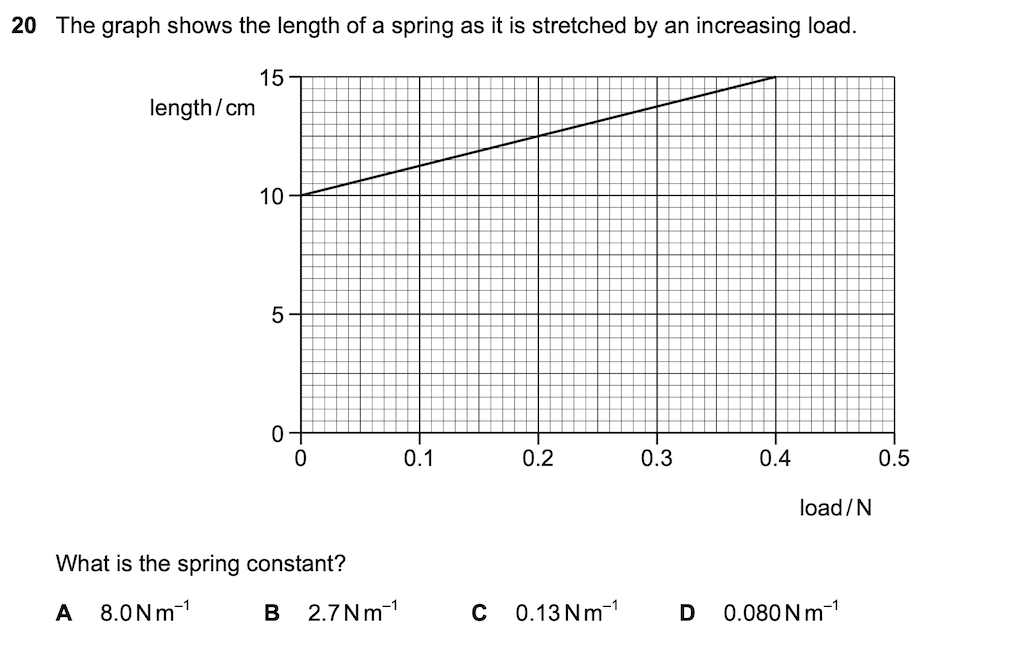 20 The graph shows the length of a spring as it is stretched by an increasing load.
15
length / cm
10
5
0
0 0.1 0.2 0.3 0.4 0.5
load / N
What is the spring constant?
A 8.0 N m⁻¹ B 2.7 N m⁻¹ C 0.13 N m⁻¹ D 0.080 N m⁻¹